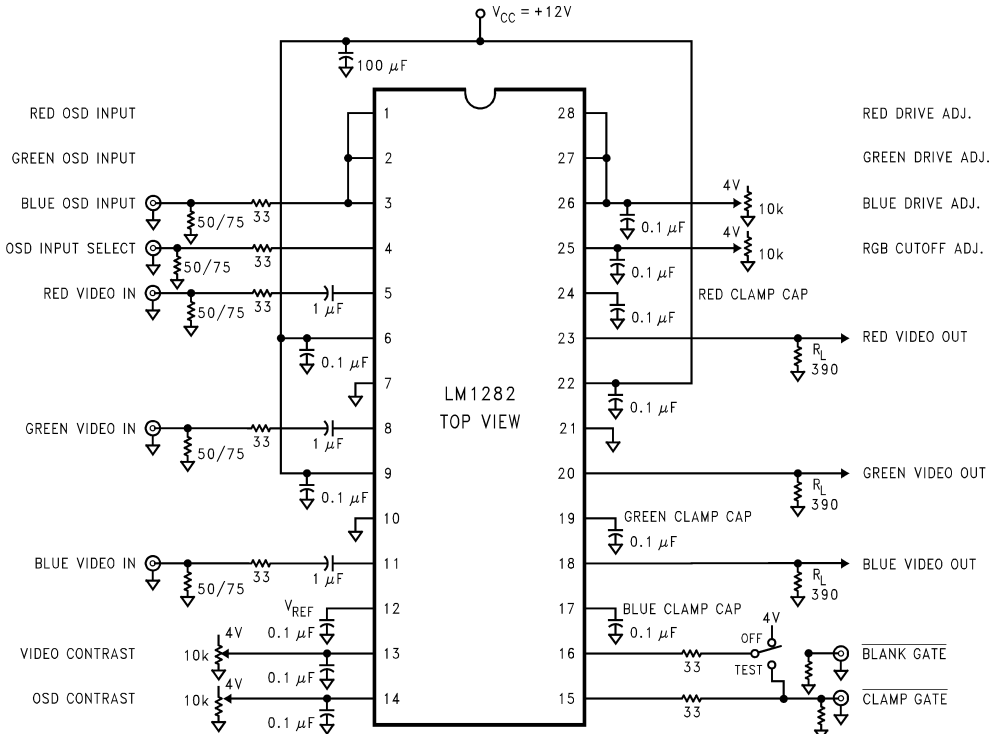 V_CC = +12V
100 μF
RED OSD INPUT
1
28
RED DRIVE ADJ.
GREEN OSD INPUT
2
27
GREEN DRIVE ADJ.
BLUE OSD INPUT
50/75
33
3
26
0.1 μF
4V
10k
BLUE DRIVE ADJ.
OSD INPUT SELECT
50/75
33
4
25
0.1 μF
4V
10k
RGB CUTOFF ADJ.
RED VIDEO IN
50/75
33
1 μF
5
24
0.1 μF
RED CLAMP CAP
0.1 μF
6
23
R_L
390
RED VIDEO OUT
7
22
0.1 μF
LM1282
TOP VIEW
GREEN VIDEO IN
50/75
33
1 μF
8
21
0.1 μF
9
20
R_L
390
GREEN VIDEO OUT
10
19
0.1 μF
GREEN CLAMP CAP
BLUE VIDEO IN
50/75
33
1 μF
11
18
R_L
390
BLUE VIDEO OUT
V_REF
0.1 μF
12
17
0.1 μF
BLUE CLAMP CAP
VIDEO CONTRAST
10k
4V
0.1 μF
13
16
33
OFF
4V
TEST
BLANK GATE
OSD CONTRAST
10k
4V
0.1 μF
14
15
33
CLAMP GATE